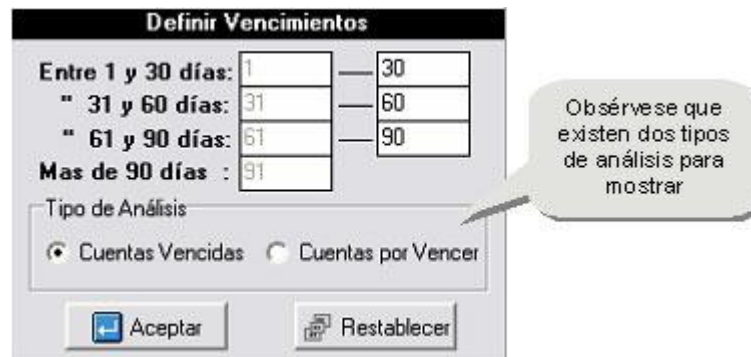 Definir Vencimientos
Entre 1 y 30 días: 1 — 30
" 31 y 60 días: 31 — 60
" 61 y 90 días: 61 — 90
Mas de 90 días : 91
Tipo de Análisis
Cuentas Vencidas Cuentas por Vencer
Aceptar Restablecer
Obsérvese que
existen dos tipos
de análisis para
mostrar